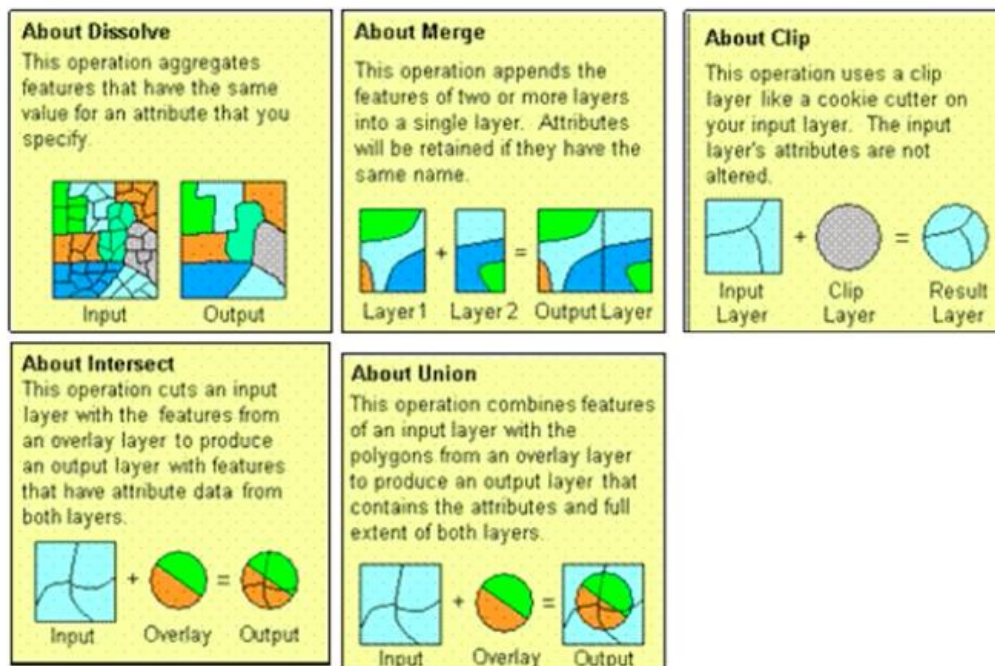 About Dissolve
This operation aggregates
features that have the same
value for an attribute that you
specify.
Input Output
About Merge
This operation appends the
features of two or more layers
into a single layer. Attributes
will be retained if they have the
same name.
+ =
Layer 1 Layer 2 Output Layer
About Clip
This operation uses a clip
layer like a cookie cutter on
your input layer. The input
layer's attributes are not
altered.
+ =
Input Clip Result
Layer Layer Layer
About Intersect
This operation cuts an input
layer with the features from
an overlay layer to produce
an output layer with features
that have attribute data from
both layers.
+ =
Input Overlay Output
About Union
This operation combines features
of an input layer with the
polygons from an overlay layer
to produce an output layer that
contains the attributes and full
extent of both layers.
+ =
Input Overlay Output